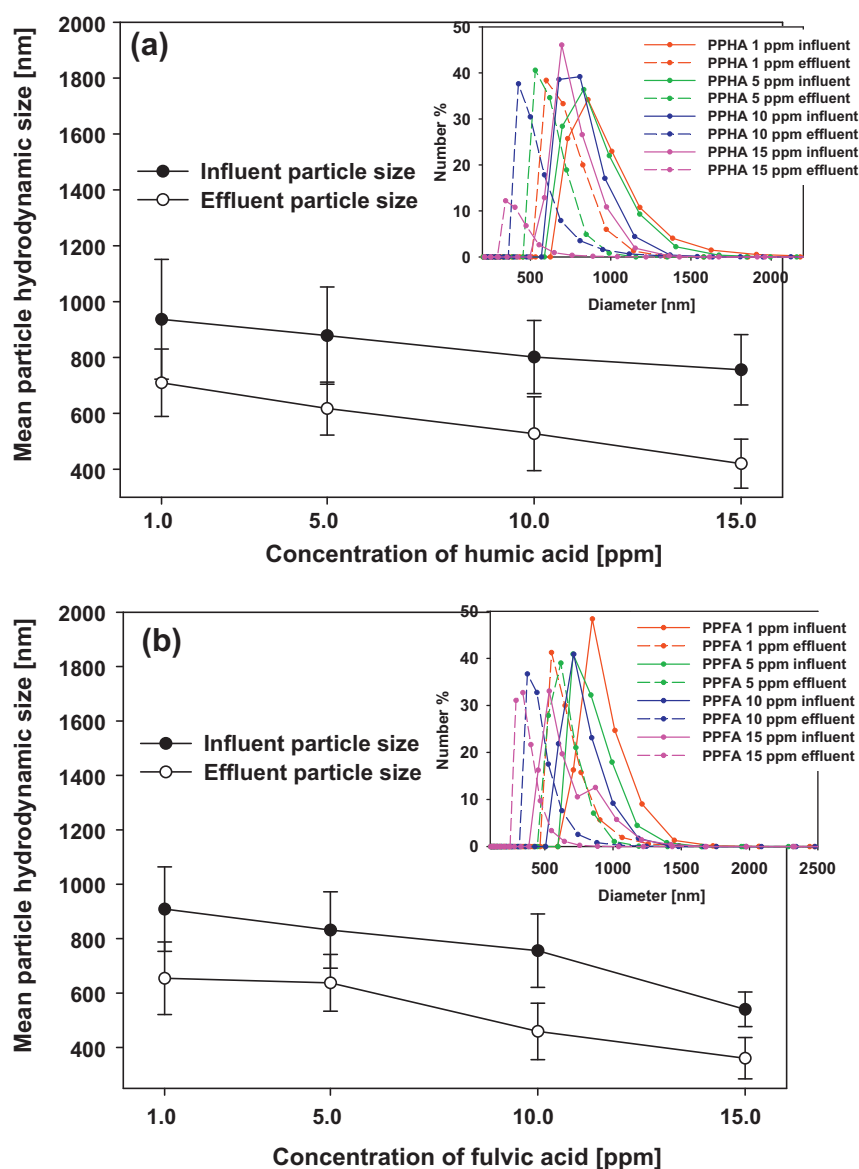 (a)
2000
1800
1600
1400
1200
1000
800
600
400
Mean particle hydrodynamic size [nm]
Influent particle size
Effluent particle size
50
40
30
20
10
0
Number %
PPHA 1 ppm influent
PPHA 1 ppm effluent
PPHA 5 ppm influent
PPHA 5 ppm effluent
PPHA 10 ppm influent
PPHA 10 ppm effluent
PPHA 15 ppm influent
PPHA 15 ppm effluent
500 1000 1500 2000
Diameter [nm]
1.0 5.0 10.0 15.0
Concentration of humic acid [ppm]
(b)
2000
1800
1600
1400
1200
1000
800
600
400
Mean particle hydrodynamic size [nm]
Influent particle size
Effluent particle size
50
40
30
20
10
0
Number %
PPFA 1 ppm influent
PPFA 1 ppm effluent
PPFA 5 ppm influent
PPFA 5 ppm effluent
PPFA 10 ppm influent
PPFA 10 ppm effluent
PPFA 15 ppm influent
PPFA 15 ppm effluent
500 1000 1500 2000 2500
Diameter [nm]
1.0 5.0 10.0 15.0
Concentration of fulvic acid [ppm]